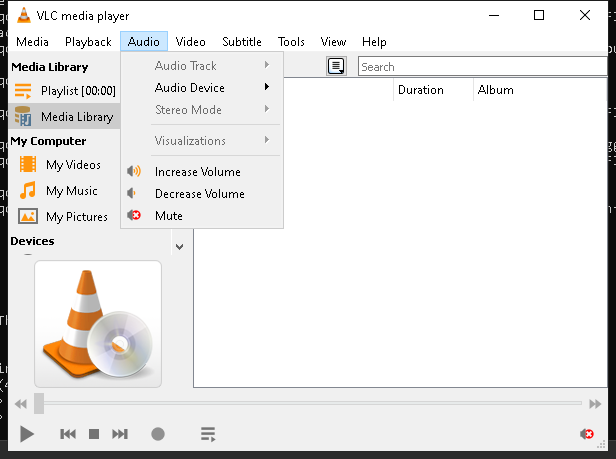 VLC media player
Media Playback Audio Video Subtitle Tools View Help
Media Library
Playlist [00:00]
Media Library
My Computer
My Videos
My Music
My Pictures
Devices
Audio Track
Audio Device
Stereo Mode
Visualizations
Increase Volume
Decrease Volume
Mute
Search
Duration Album